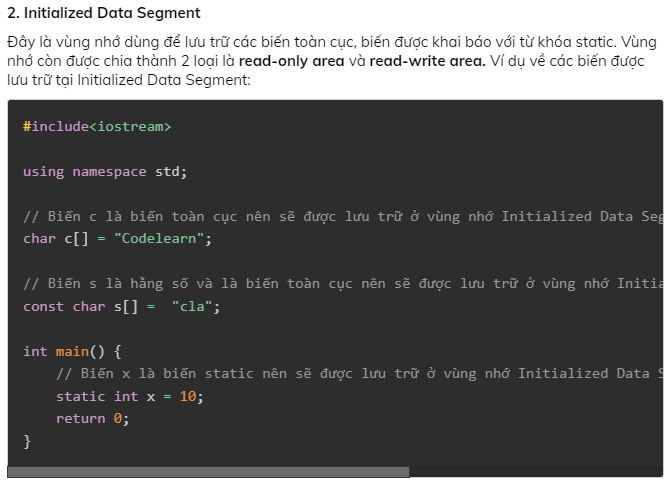 2. Initialized Data Segment
Đây là vùng nhớ dùng để lưu trữ các biến toàn cục, biến được khai báo với từ khóa static. Vùng
nhớ còn được chia thành 2 loại là read-only area và read-write area. Ví dụ về các biến được
lưu trữ tại Initialized Data Segment:
#include<iostream>
using namespace std;
// Biến c là biến toàn cục nên sẽ được lưu trữ ở vùng nhớ Initialized Data Seg
char c[] = "Codelearn";
// Biến s là hằng số và là biến toàn cục nên sẽ được lưu trữ ở vùng nhớ Initia
const char s[] =  "cla";
int main() {
    // Biến x là biến static nên sẽ được lưu trữ ở vùng nhớ Initialized Data S
    static int x = 10;
    return 0;
}